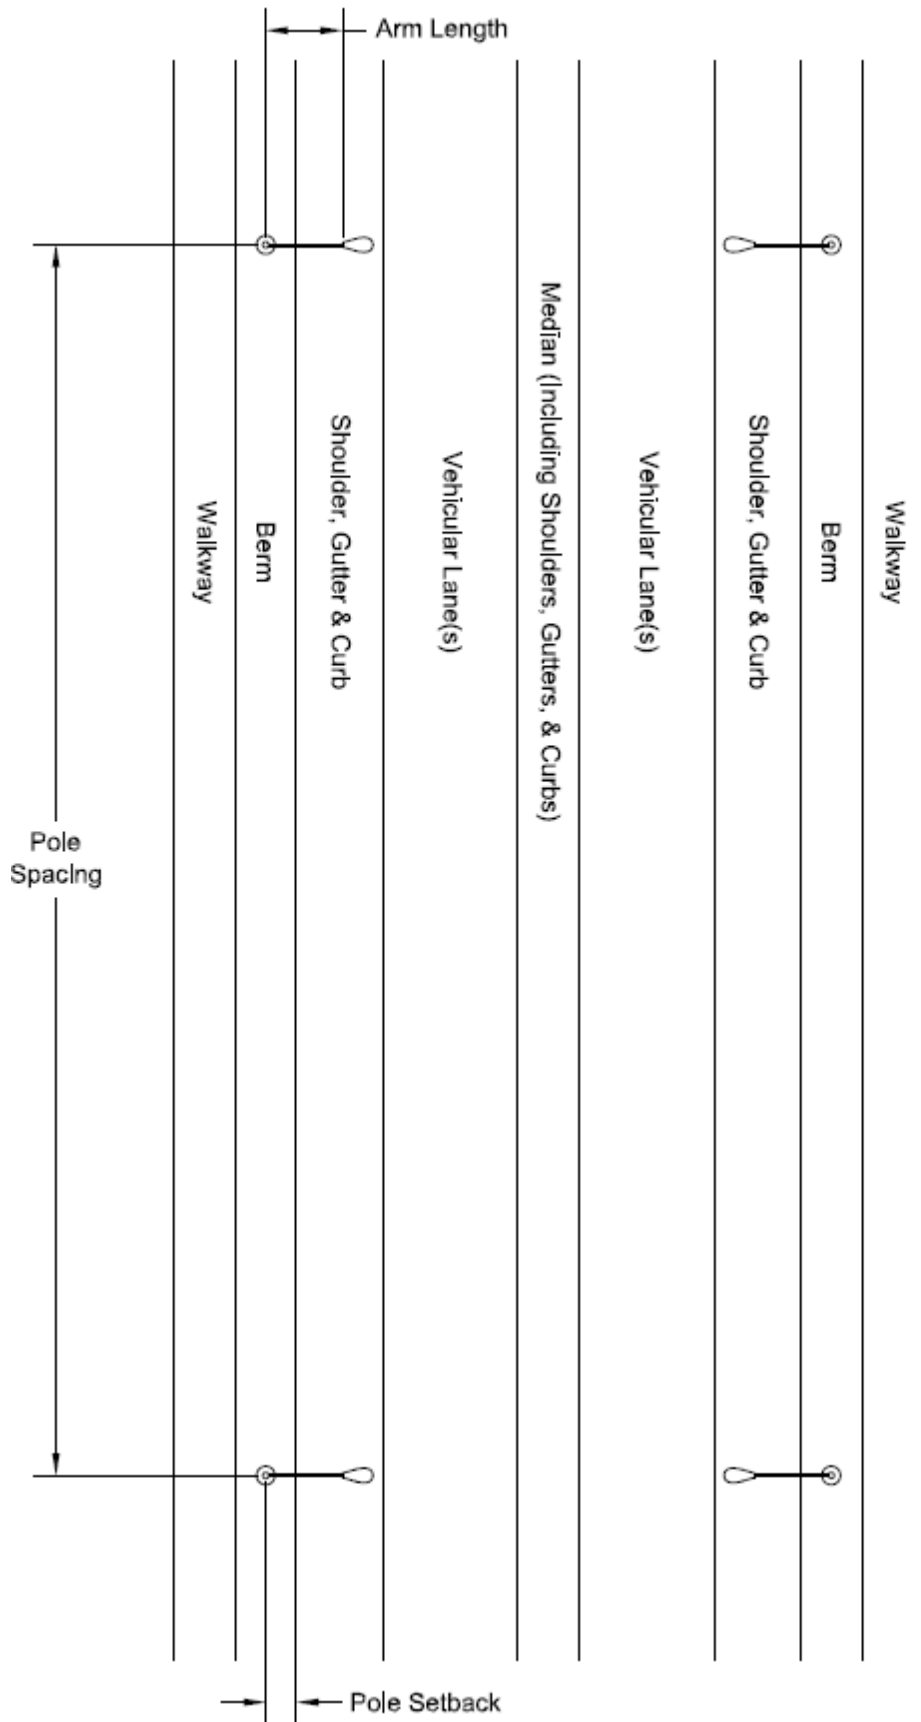 Arm Length
Walkway
Berm
Shoulder, Gutter & Curb
Vehicular Lane(s)
Median (Including Shoulders, Gutters, & Curbs)
Vehicular Lane(s)
Shoulder, Gutter & Curb
Berm
Walkway
Pole
Spacing
Pole Setback